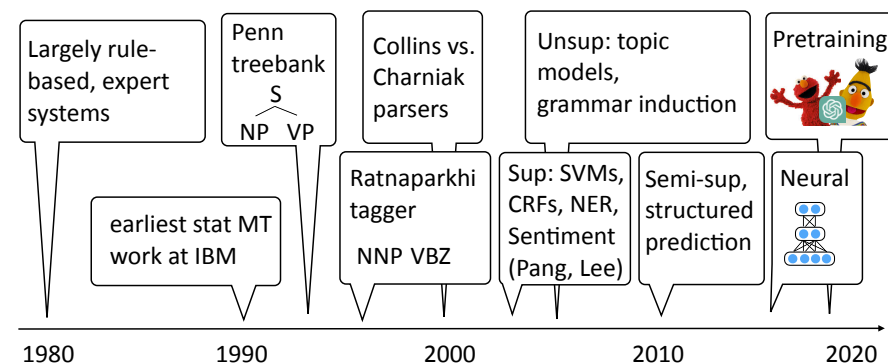 Largely rule-
based, expert
systems
Penn
treebank
S
NP VP
Collins vs.
Charniak
parsers
Unsup: topic
models,
grammar induction
Pretraining
earliest stat MT
work at IBM
Ratnaparkhi
tagger
NNP VBZ
Sup: SVMs,
CRFs, NER,
Sentiment
(Pang, Lee)
Semi-sup,
structured
prediction
Neural
1980 1990 2000 2010 2020